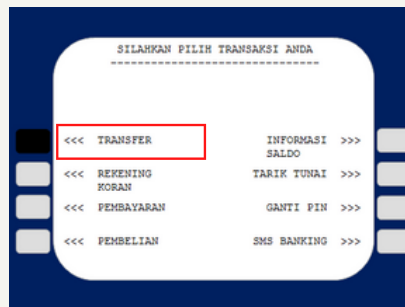 SILAHKAN PILIH TRANSAKSI ANDA
------------------------------
<<< TRANSFER
INFORMASI >>>
SALDO
<<< REKENING
KORAN
TARIK TUNAI >>>
<<< PEMBAYARAN
GANTI PIN >>>
<<< PEMBELIAN
SMS BANKING >>>